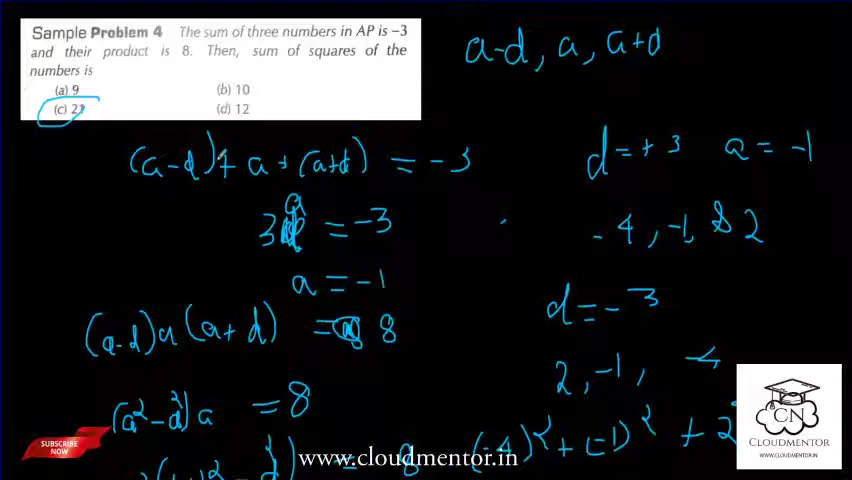 Sample Problem 4 The sum of three numbers in AP is –3
and their product is 8. Then, sum of squares of the
numbers is
(a) 9 (b) 10
(c) 21 (d) 12
a-d, a, a+d
(a-d) + a + (a+d) = -3
3a = -3
a = -1
(a-d) a (a+d) = 8
(a² - d²) a = 8
= 8
d = +3 a = -1
-4, -1, & 2
d = -3
2, -1, -4
(-4)² + (-1)² + 2
SUBSCRIBE
NOW
www.cloudmentor.in
CN
CLOUDMENTOR
WWW.CLOUDMENTOR.IN